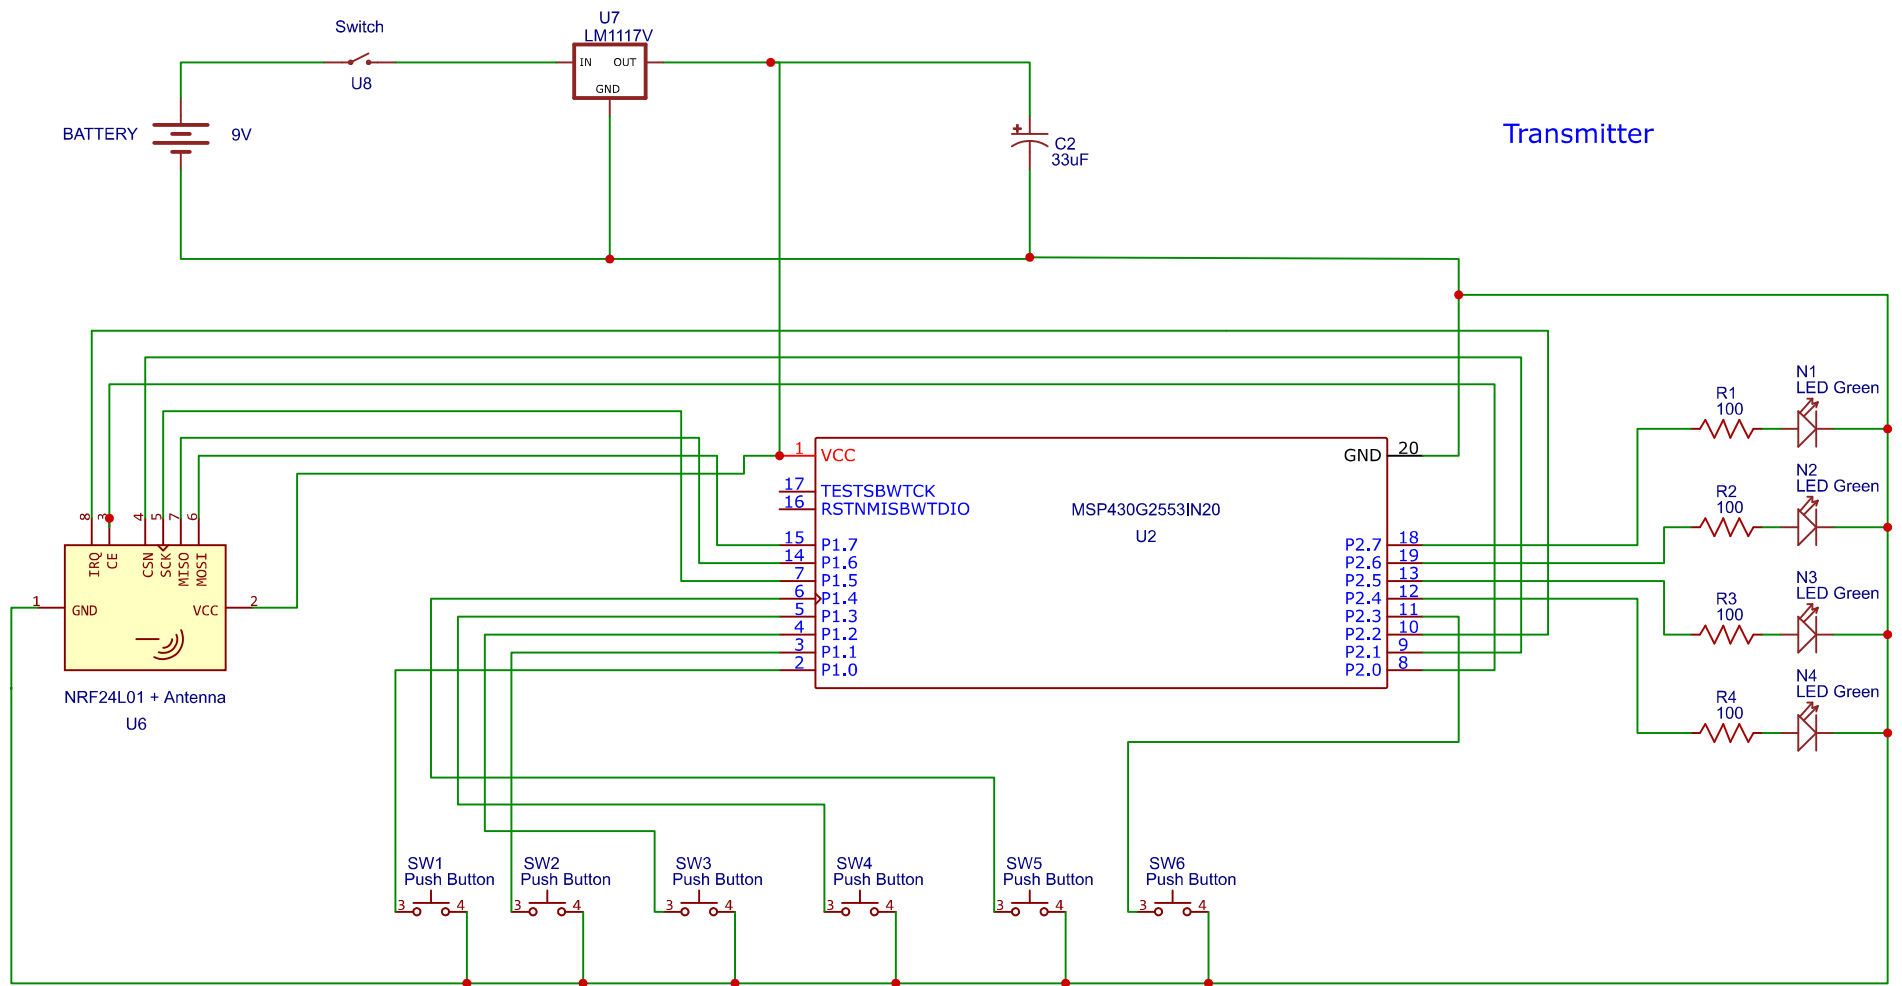 Switch
U8
U7
LM1117V
IN OUT
GND
BATTERY
9V
+
C2
33uF
Transmitter
8
3
4
5
7
6
IRQ
CE
CSN
SCK
MISO
MOSI
1
GND
VCC
2
NRF24L01 + Antenna
U6
1 VCC
17 TESTSBWTCK
16 RSTNMISBWTDIO
15 P1.7
14 P1.6
7 P1.5
6 P1.4
5 P1.3
4 P1.2
3 P1.1
2 P1.0
MSP430G2553IN20
U2
GND 20
P2.7 18
P2.6 19
P2.5 13
P2.4 12
P2.3 11
P2.2 10
P2.1 9
P2.0 8
R1
100
N1
LED Green
R2
100
N2
LED Green
R3
100
N3
LED Green
R4
100
N4
LED Green
SW1
Push Button
3 4
SW2
Push Button
3 4
SW3
Push Button
3 4
SW4
Push Button
3 4
SW5
Push Button
3 4
SW6
Push Button
3 4